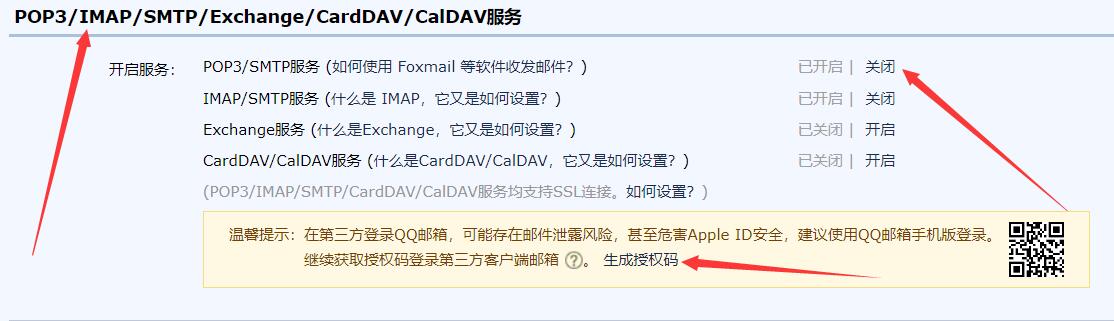 POP3/IMAP/SMTP/Exchange/CardDAV/CalDAV服务
开启服务： POP3/SMTP服务 (如何使用 Foxmail 等软件收发邮件？) 已开启 | 关闭
IMAP/SMTP服务 (什么是 IMAP，它又是如何设置？) 已开启 | 关闭
Exchange服务 (什么是Exchange，它又是如何设置？) 已关闭 | 开启
CardDAV/CalDAV服务 (什么是CardDAV/CalDAV，它又是如何设置？) 已关闭 | 开启
(POP3/IMAP/SMTP/CardDAV/CalDAV服务均支持SSL连接。如何设置？)
温馨提示：在第三方登录QQ邮箱，可能存在邮件泄露风险，甚至危害Apple ID安全，建议使用QQ邮箱手机版登录。
继续获取授权码登录第三方客户端邮箱 ? 。 生成授权码